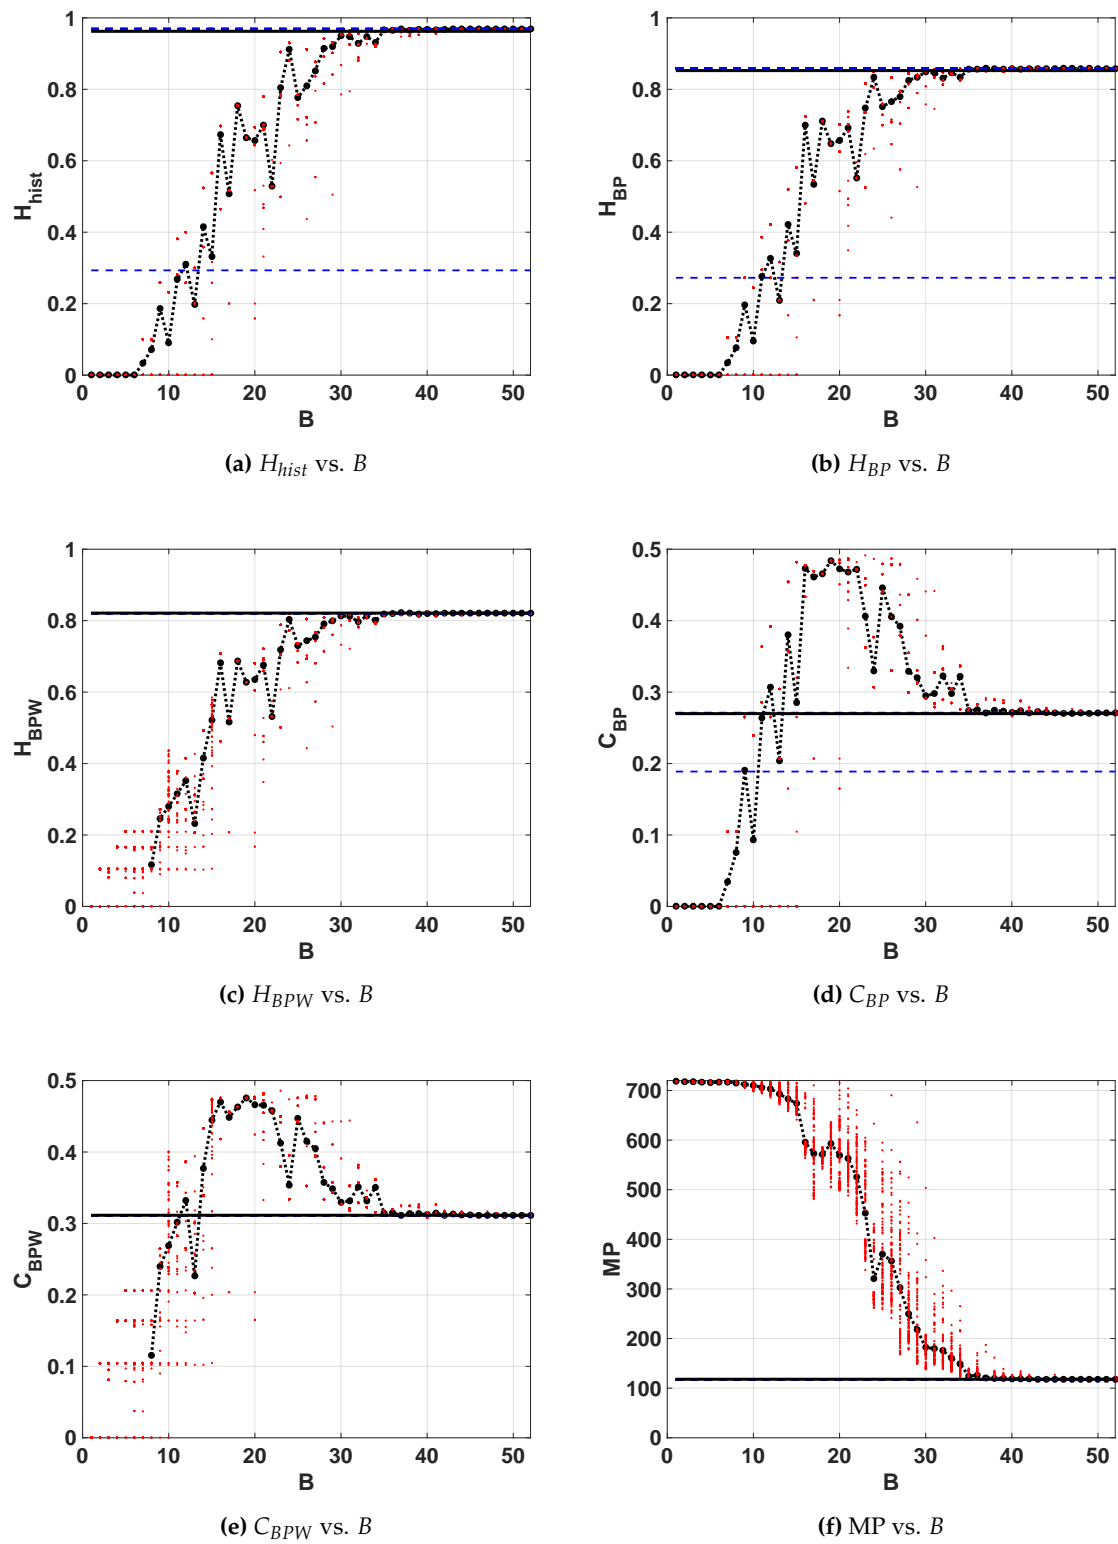 1
0.8
0.6
0.4
0.2
0
H_hist
0 10 20 30 40 50
B
(a) H_hist vs. B
1
0.8
0.6
0.4
0.2
0
H_BP
0 10 20 30 40 50
B
(b) H_BP vs. B
1
0.8
0.6
0.4
0.2
0
H_BPW
0 10 20 30 40 50
B
(c) H_BPW vs. B
0.5
0.4
0.3
0.2
0.1
0
C_BP
0 10 20 30 40 50
B
(d) C_BP vs. B
0.5
0.4
0.3
0.2
0.1
0
C_BPW
0 10 20 30 40 50
B
(e) C_BPW vs. B
700
600
500
400
300
200
100
0
MP
0 10 20 30 40 50
B
(f) MP vs. B